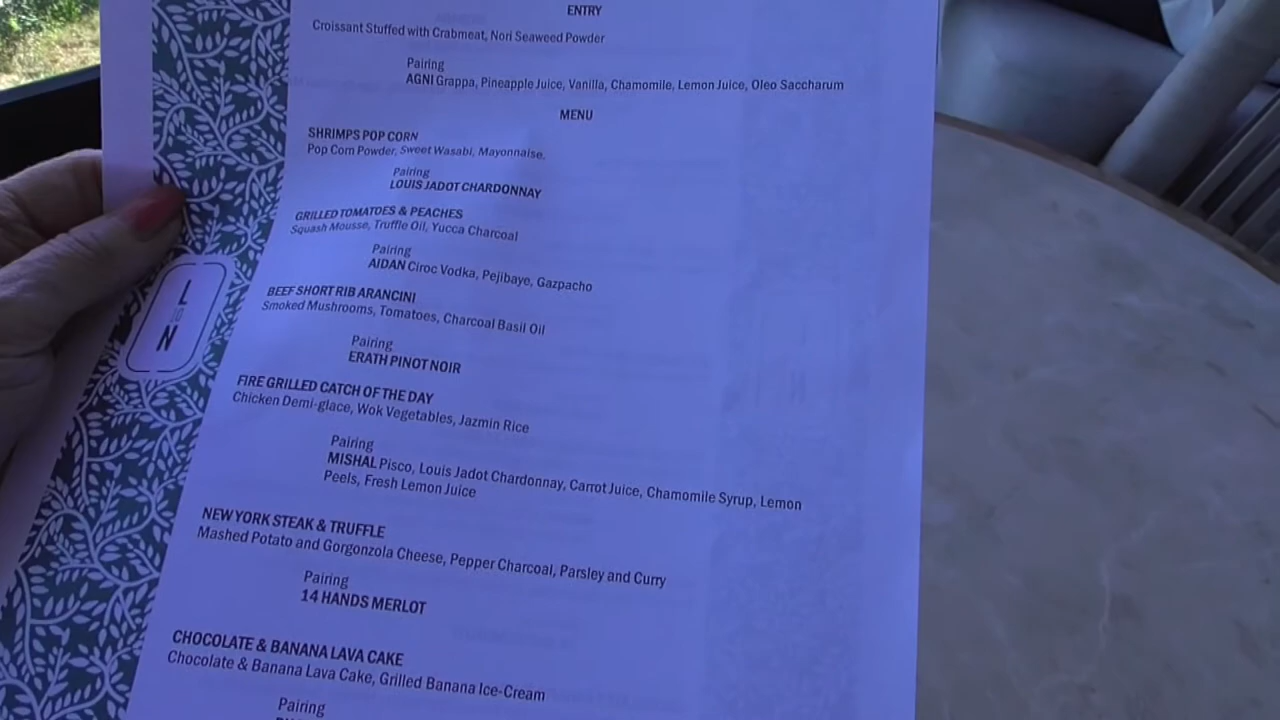 ENTRY
Croissant Stuffed with Crabmeat, Nori Seaweed Powder
Pairing
AGNI Grappa, Pineapple Juice, Vanilla, Chamomile, Lemon Juice, Oleo Saccharum
MENU
SHRIMPS POP CORN
Pop Corn Powder, Sweet Wasabi, Mayonnaise.
Pairing
LOUIS JADOT CHARDONNAY
GRILLED TOMATOES & PEACHES
Squash Mousse, Truffle Oil, Yucca Charcoal
Pairing
AIDAN Ciroc Vodka, Pejibaye, Gazpacho
BEEF SHORT RIB ARANCINI
Smoked Mushrooms, Tomatoes, Charcoal Basil Oil
Pairing
ERATH PINOT NOIR
FIRE GRILLED CATCH OF THE DAY
Chicken Demi-glace, Wok Vegetables, Jazmin Rice
Pairing
MISHAL Pisco, Louis Jadot Chardonnay, Carrot Juice, Chamomile Syrup, Lemon
Peels, Fresh Lemon Juice
NEW YORK STEAK & TRUFFLE
Mashed Potato and Gorgonzola Cheese, Pepper Charcoal, Parsley and Curry
Pairing
14 HANDS MERLOT
CHOCOLATE & BANANA LAVA CAKE
Chocolate & Banana Lava Cake, Grilled Banana Ice-Cream
Pairing
L
N